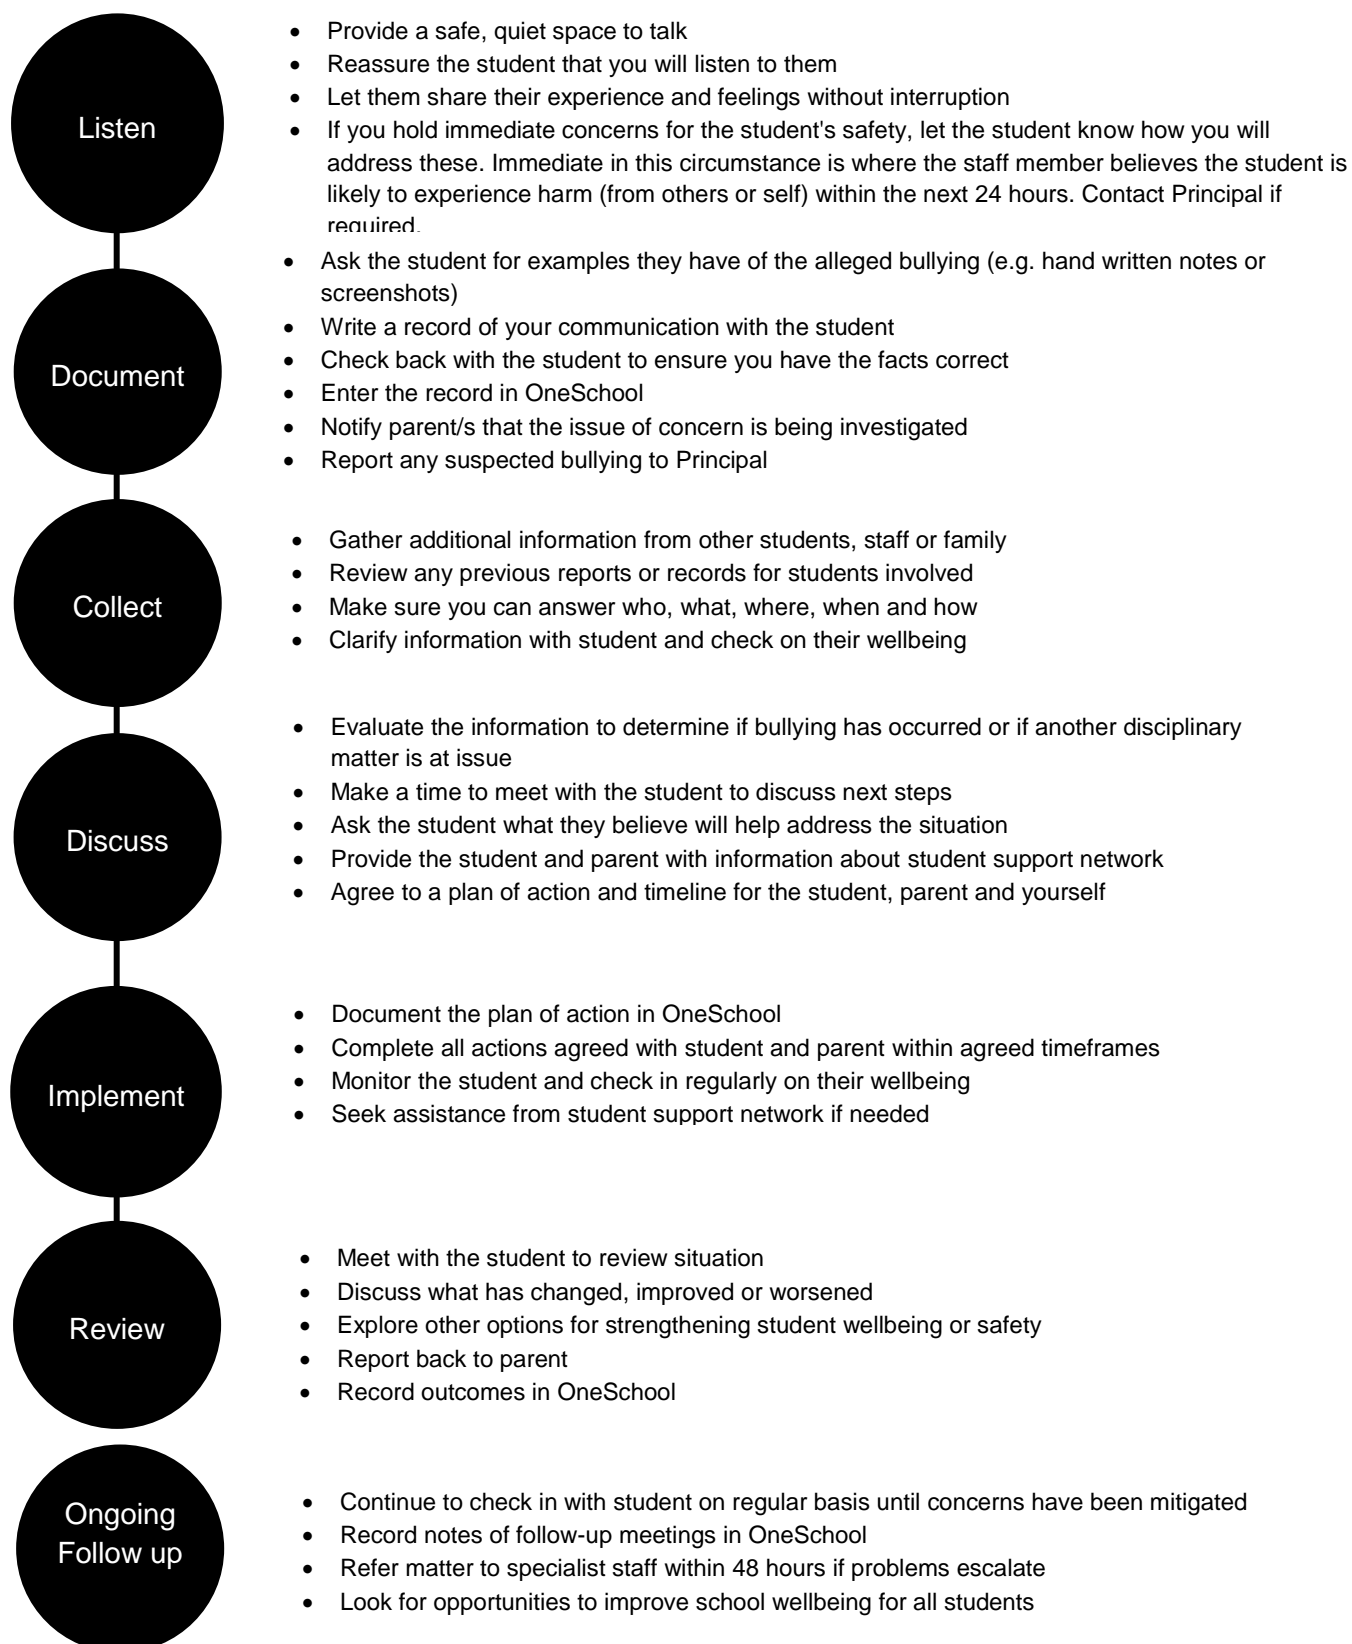 Listen
• Provide a safe, quiet space to talk
• Reassure the student that you will listen to them
• Let them share their experience and feelings without interruption
• If you hold immediate concerns for the student's safety, let the student know how you will
address these. Immediate in this circumstance is where the staff member believes the student is
likely to experience harm (from others or self) within the next 24 hours. Contact Principal if
required.
Document
• Ask the student for examples they have of the alleged bullying (e.g. hand written notes or
screenshots)
• Write a record of your communication with the student
• Check back with the student to ensure you have the facts correct
• Enter the record in OneSchool
• Notify parent/s that the issue of concern is being investigated
• Report any suspected bullying to Principal
Collect
• Gather additional information from other students, staff or family
• Review any previous reports or records for students involved
• Make sure you can answer who, what, where, when and how
• Clarify information with student and check on their wellbeing
Discuss
• Evaluate the information to determine if bullying has occurred or if another disciplinary
matter is at issue
• Make a time to meet with the student to discuss next steps
• Ask the student what they believe will help address the situation
• Provide the student and parent with information about student support network
• Agree to a plan of action and timeline for the student, parent and yourself
Implement
• Document the plan of action in OneSchool
• Complete all actions agreed with student and parent within agreed timeframes
• Monitor the student and check in regularly on their wellbeing
• Seek assistance from student support network if needed
Review
• Meet with the student to review situation
• Discuss what has changed, improved or worsened
• Explore other options for strengthening student wellbeing or safety
• Report back to parent
• Record outcomes in OneSchool
Ongoing
Follow up
• Continue to check in with student on regular basis until concerns have been mitigated
• Record notes of follow-up meetings in OneSchool
• Refer matter to specialist staff within 48 hours if problems escalate
• Look for opportunities to improve school wellbeing for all students